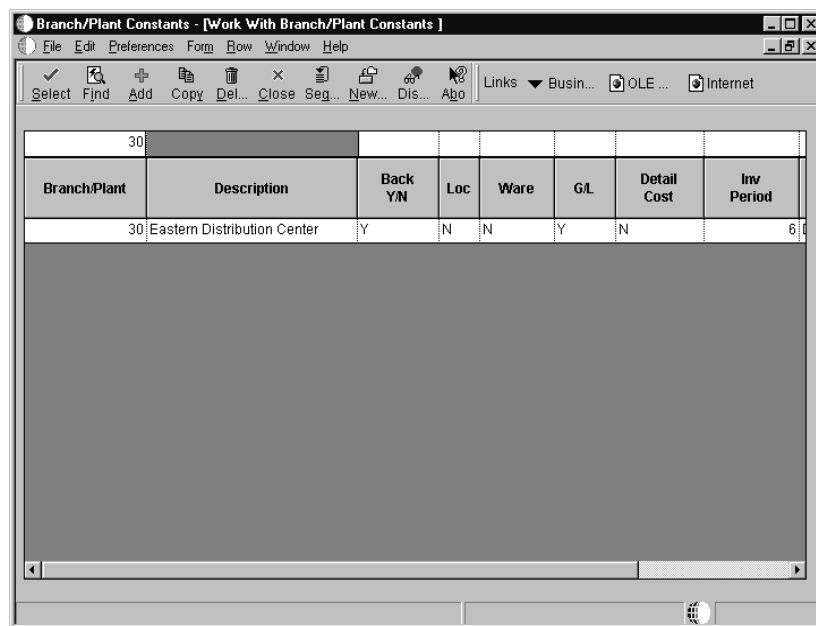 Branch/Plant Constants - [Work With Branch/Plant Constants ]
File Edit Preferences Form Row Window Help
Select Find Add Copy Del... Close Seq... New... Dis... Abo Links Busin... OLE ... Internet
30
Branch/Plant Description Back Y/N Loc Ware G/L Detail Cost Inv Period
30 Eastern Distribution Center Y N N Y N 6